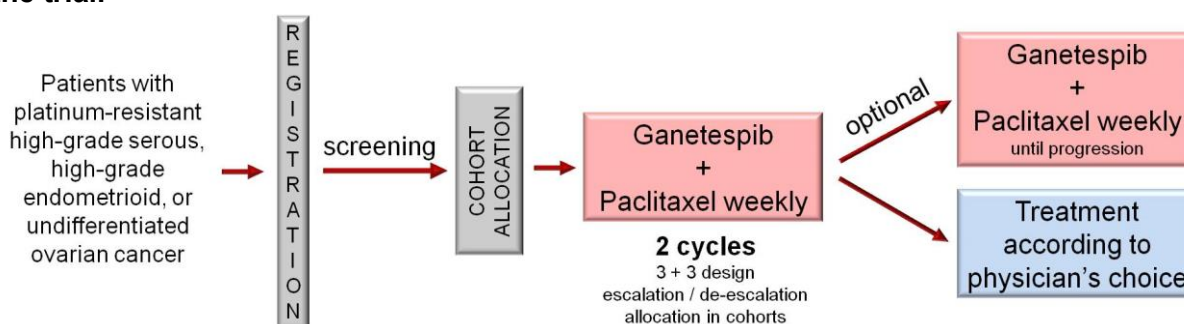 Patients with
platinum-resistant
high-grade serous,
high-grade
endometrioid, or
undifferentiated
ovarian cancer
REGISTRATION
screening
COHORT
ALLOCATION
Ganetespib
+
Paclitaxel weekly
2 cycles
3 + 3 design
escalation / de-escalation
allocation in cohorts
optional
Ganetespib
+
Paclitaxel weekly
until progression
Treatment
according to
physician's choice